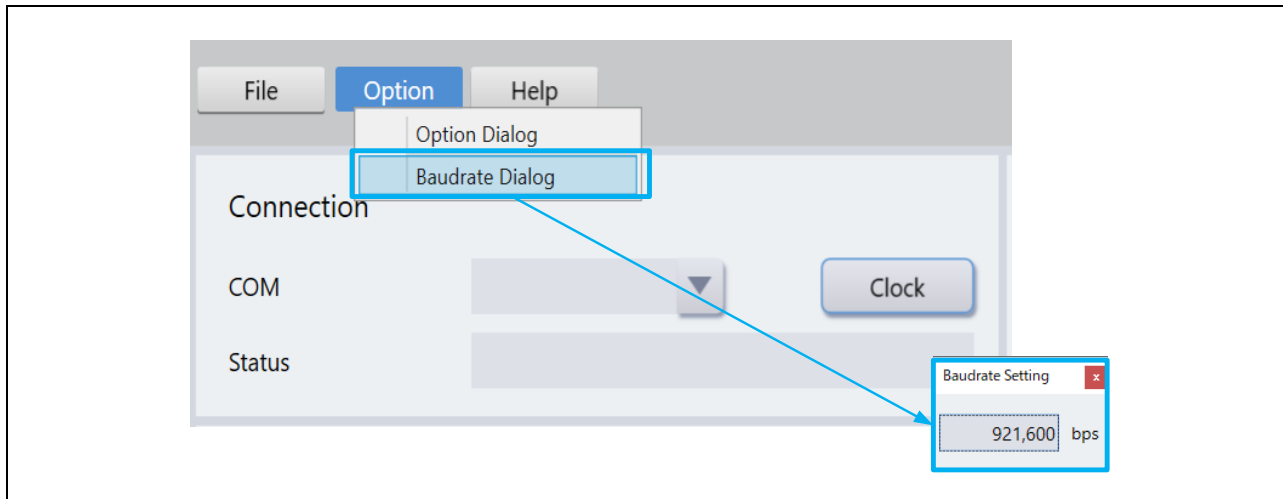 File Option Help
Option Dialog
Baudrate Dialog
Connection
COM Clock
Status
Baudrate Setting x
921,600 bps